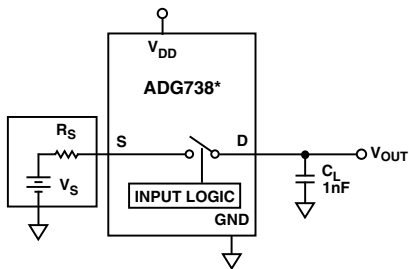 V_DD
ADG738*
R_S
S
D
V_OUT
C_L
1nF
V_S
INPUT LOGIC
GND